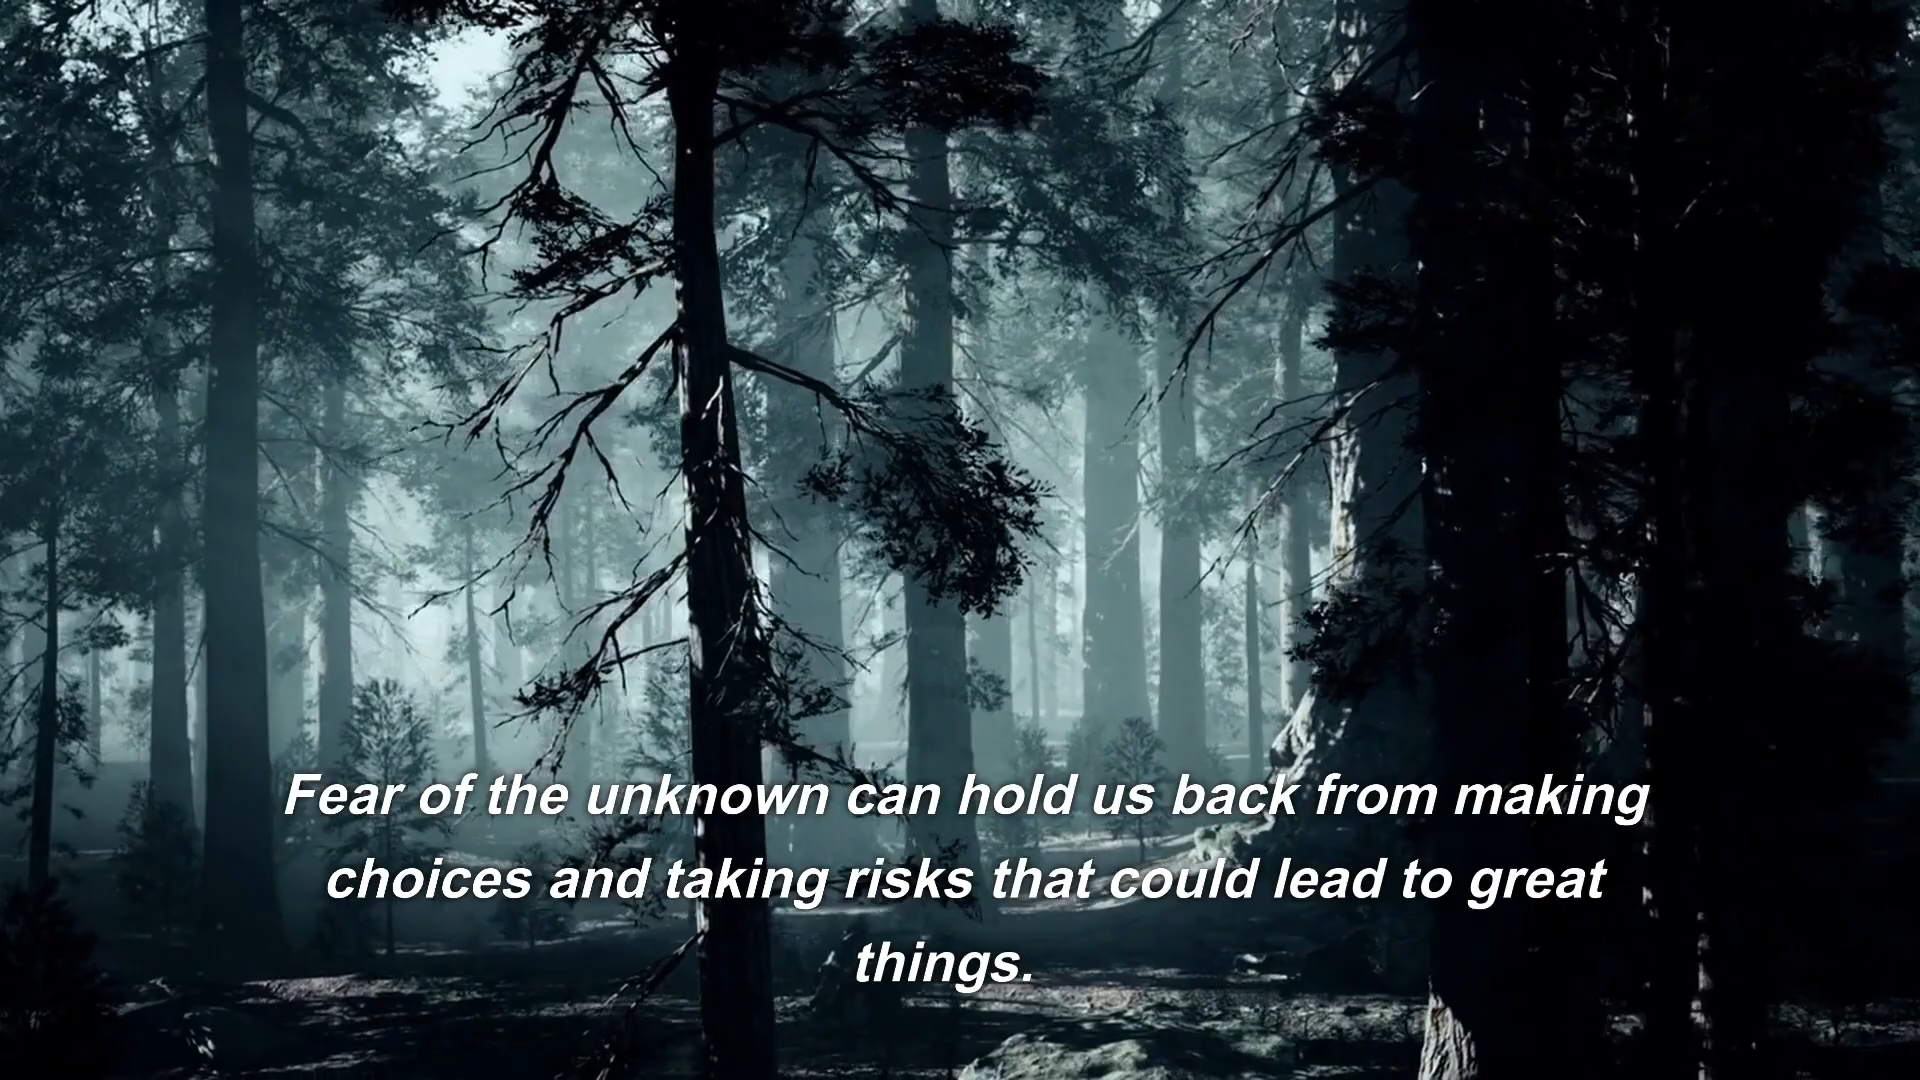 Fear of the unknown can hold us back from making
choices and taking risks that could lead to great
things.